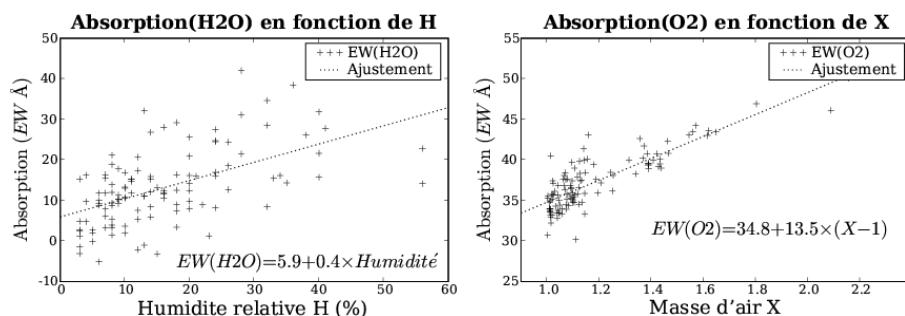 Absorption(H2O) en fonction de H
Absorption (EW Å)
50
40
30
20
10
0
-10
+++ EW(H2O)
Ajustement
EW(H2O)=5.9+0.4×Humidité
0
10
20
30
40
50
60
Humidite relative H (%)
Absorption(O2) en fonction de X
Absorption (EW Å)
55
50
45
40
35
30
25
+++ EW(O2)
Ajustement
EW(O2)=34.8+13.5×(X−1)
1.0
1.2
1.4
1.6
1.8
2.0
2.2
Masse d'air X